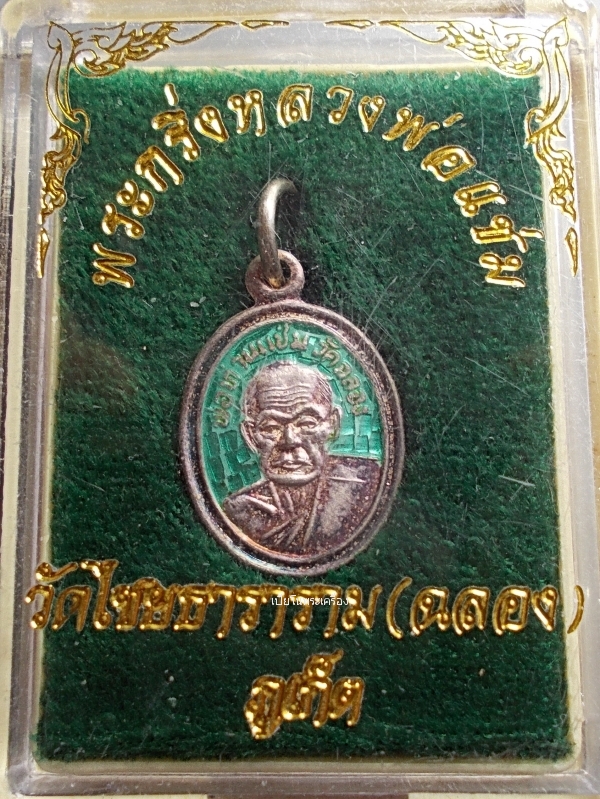 พระกริ่งหลวงพ่อแช่ม
หลวงพ่อแช่ม วัดฉลอง
วัดไชยธาราราม(ฉลอง)
ภูเก็ต